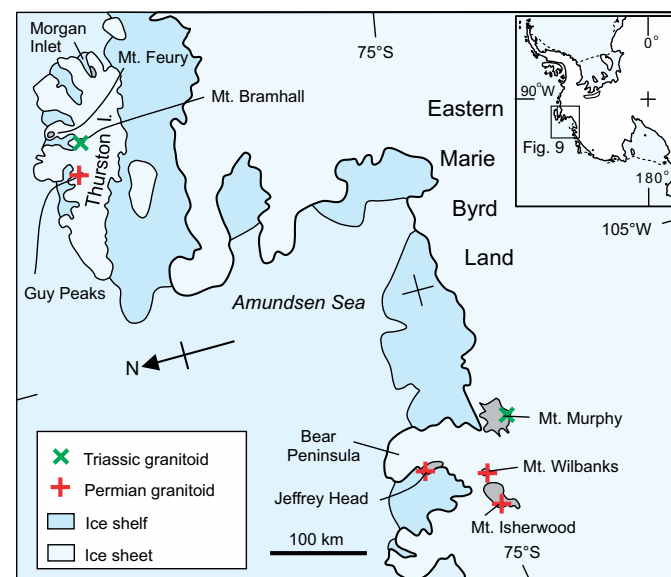 Morgan
Inlet
Mt. Feury
Mt. Bramhall
Thurston I.
Guy Peaks
75°S
Eastern
Marie
Byrd
Land
0°
90°W
Fig. 9
180°
105°W
Amundsen Sea
N
Mt. Murphy
Bear
Peninsula
Mt. Wilbanks
Jeffrey Head
Mt. Isherwood
75°S
100 km
Triassic granitoid
Permian granitoid
Ice shelf
Ice sheet